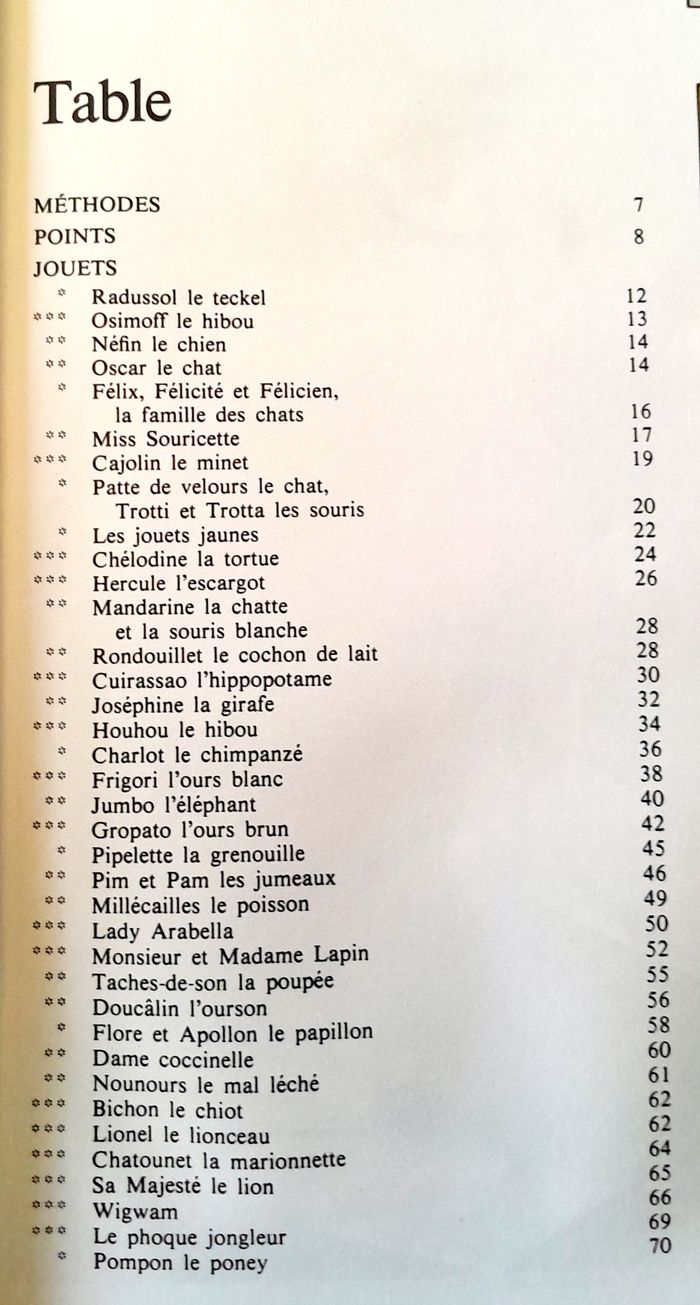 Table
MÉTHODES 7
POINTS 8
JOUETS
* Radussol le teckel 12
*** Osimoff le hibou 13
** Néfin le chien 14
** Oscar le chat 14
* Félix, Félicité et Félicien,
la famille des chats 16
** Miss Souricette 17
*** Cajolin le minet 19
* Patte de velours le chat,
Trotti et Trotta les souris 20
* Les jouets jaunes 22
*** Chélodine la tortue 24
*** Hercule l'escargot 26
** Mandarine la chatte
et la souris blanche 28
** Rondouillet le cochon de lait 28
*** Cuirassao l'hippopotame 30
** Joséphine la girafe 32
*** Houhou le hibou 34
* Charlot le chimpanzé 36
*** Frigori l'ours blanc 38
** Jumbo l'éléphant 40
*** Gropato l'ours brun 42
* Pipelette la grenouille 45
** Pim et Pam les jumeaux 46
** Millécailles le poisson 49
*** Lady Arabella 50
*** Monsieur et Madame Lapin 52
** Taches-de-son la poupée 55
** Doucâlin l'ourson 56
* Flore et Apollon le papillon 58
** Dame coccinelle 60
** Nounours le mal léché 61
*** Bichon le chiot 62
*** Lionel le lionceau 62
*** Chatounet la marionnette 64
*** Sa Majesté le lion 65
*** Wigwam 66
*** Le phoque jongleur 69
* Pompon le poney 70